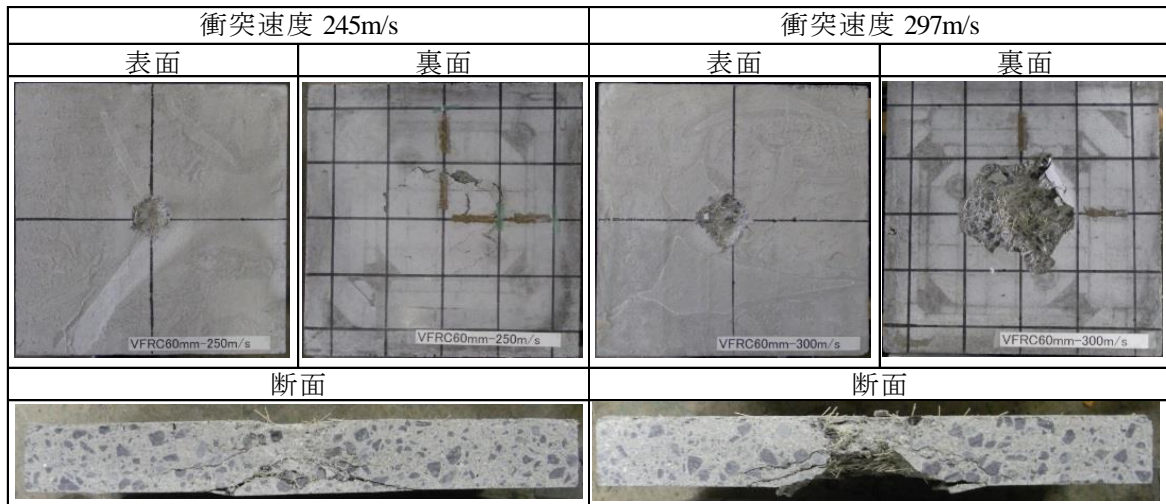 衝突速度 245m/s
衝突速度 297m/s
表面
裏面
表面
裏面
VFRC60mm-250m/s
VFRC60mm-250m/s
VFRC60mm-300m/s
VFRC60mm-300m/s
断面
断面